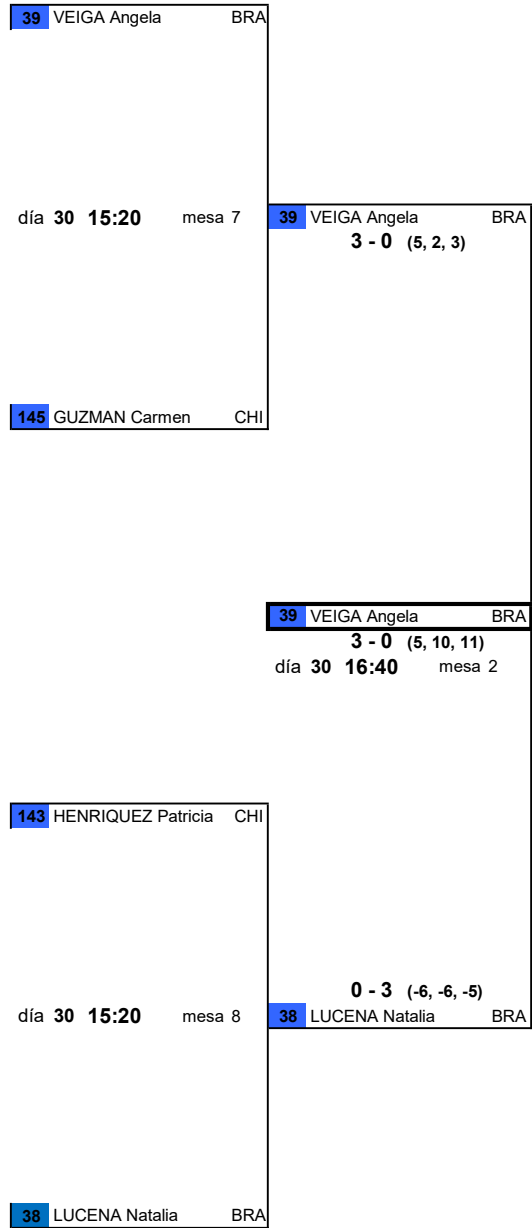 39 VEIGA Angela BRA
día 30 15:20 mesa 7
39 VEIGA Angela BRA
3 - 0 (5, 2, 3)
145 GUZMAN Carmen CHI
39 VEIGA Angela BRA
3 - 0 (5, 10, 11)
día 30 16:40 mesa 2
143 HENRIQUEZ Patricia CHI
0 - 3 (-6, -6, -5)
día 30 15:20 mesa 8
38 LUCENA Natalia BRA
38 LUCENA Natalia BRA